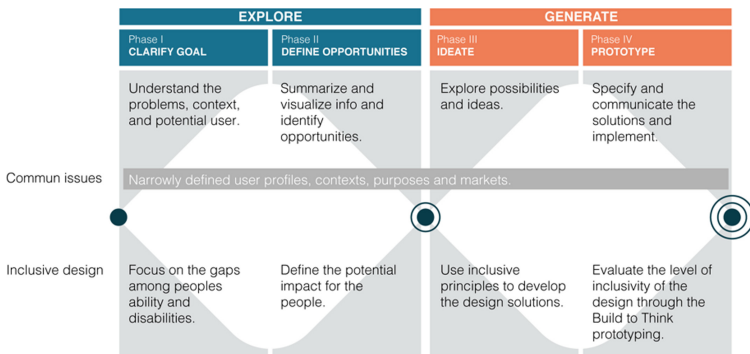 EXPLORE
GENERATE
Phase I
CLARIFY GOAL
Phase II
DEFINE OPPORTUNITIES
Phase III
IDEATE
Phase IV
PROTOTYPE
Understand the
problems, context,
and potential user.
Summarize and
visualize info and
identify
opportunities.
Explore possibilities
and ideas.
Specify and
communicate the
solutions and
implement.
Commun issues
Narrowly defined user profiles, contexts, purposes and markets.
Inclusive design
Focus on the gaps
among peoples
ability and
disabilities.
Define the potential
impact for the
people.
Use inclusive
principles to develop
the design solutions.
Evaluate the level of
inclusivity of the
design through the
Build to Think
prototyping.